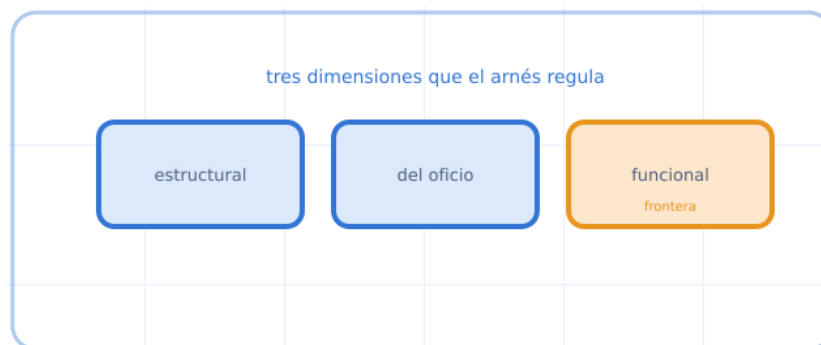 tres dimensiones que el arnés regula
estructural
del oficio
funcional
frontera